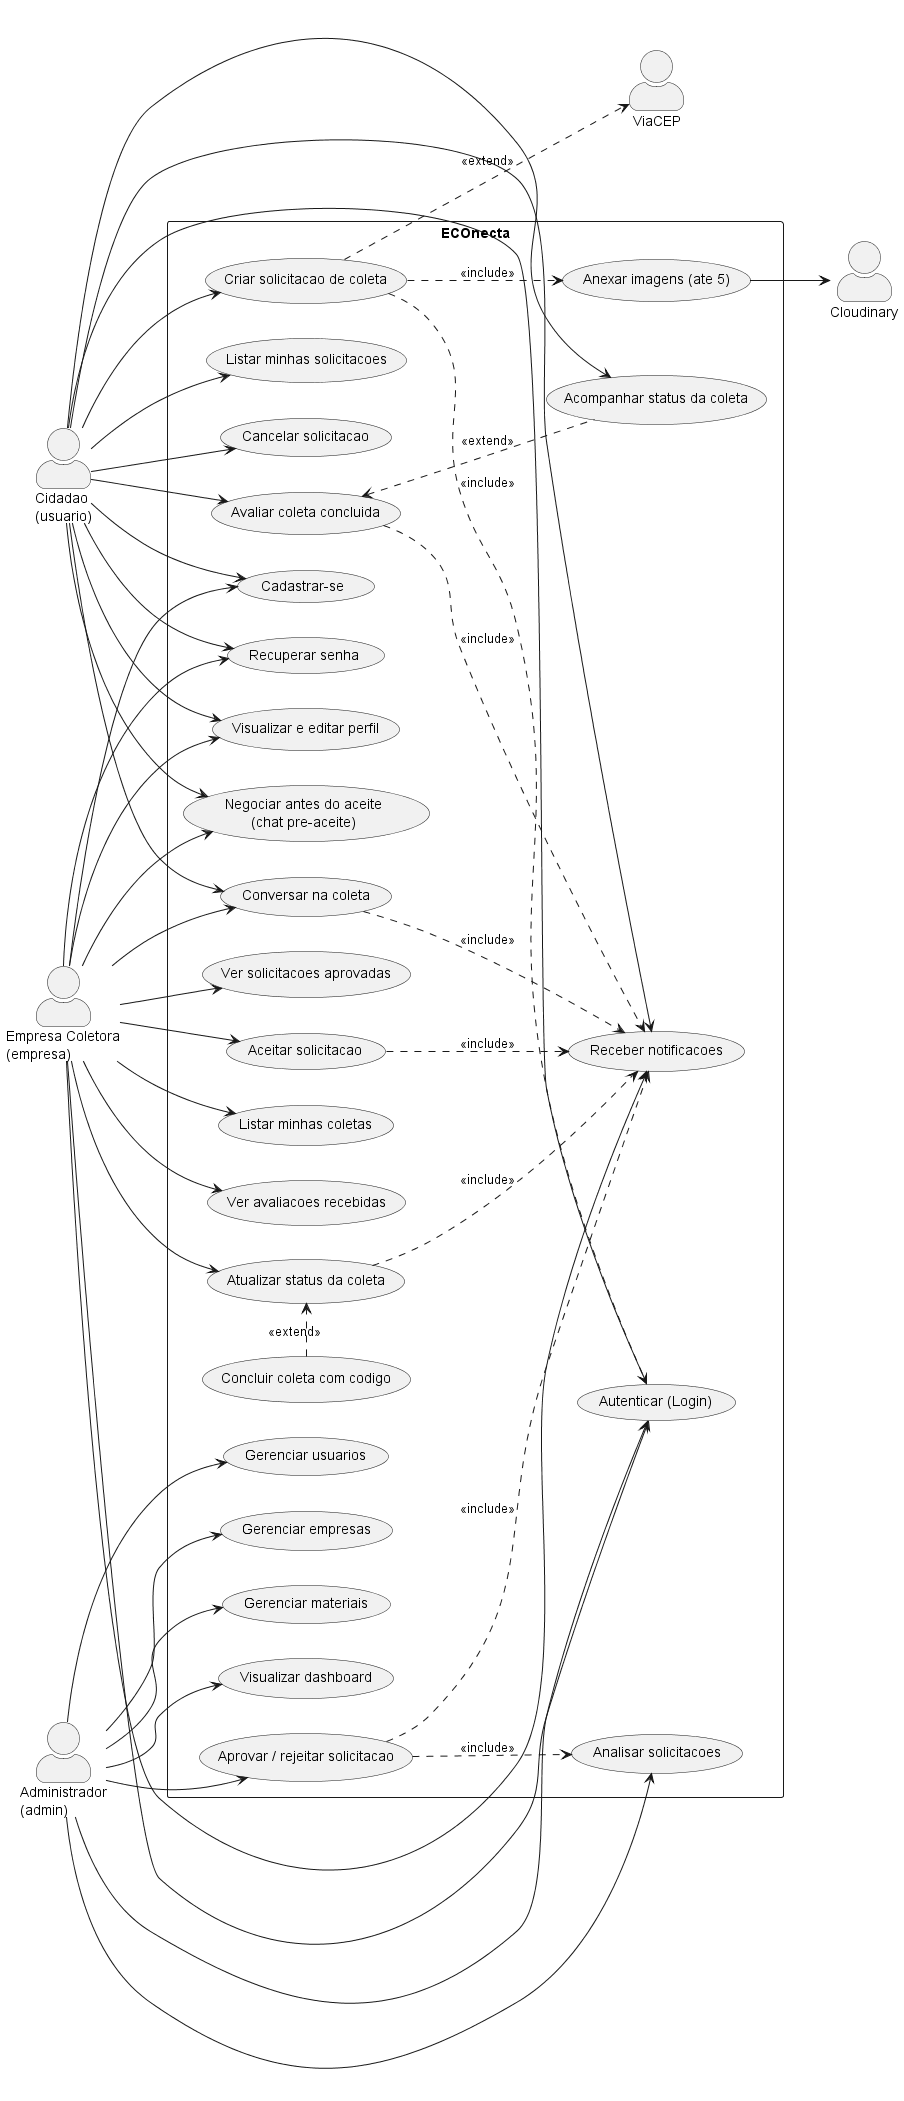 ViaCEP
«extend»
ECOnecta
Criar solicitacao de coleta
«include»
Anexar imagens (ate 5)
Cloudinary
Listar minhas solicitacoes
Acompanhar status da coleta
Cancelar solicitacao
«extend»
«include»
Cidadao
(usuario)
Avaliar coleta concluida
Cadastrar-se
«include»
Recuperar senha
Visualizar e editar perfil
Negociar antes do aceite
(chat pre-aceite)
Conversar na coleta
«include»
Ver solicitacoes aprovadas
Empresa Coletora
(empresa)
Aceitar solicitacao
«include»
Receber notificacoes
Listar minhas coletas
«include»
Ver avaliacoes recebidas
Atualizar status da coleta
«extend»
Concluir coleta com codigo
Autenticar (Login)
Gerenciar usuarios
«include»
Gerenciar empresas
Gerenciar materiais
Visualizar dashboard
Aprovar / rejeitar solicitacao
«include»
Analisar solicitacoes
Administrador
(admin)